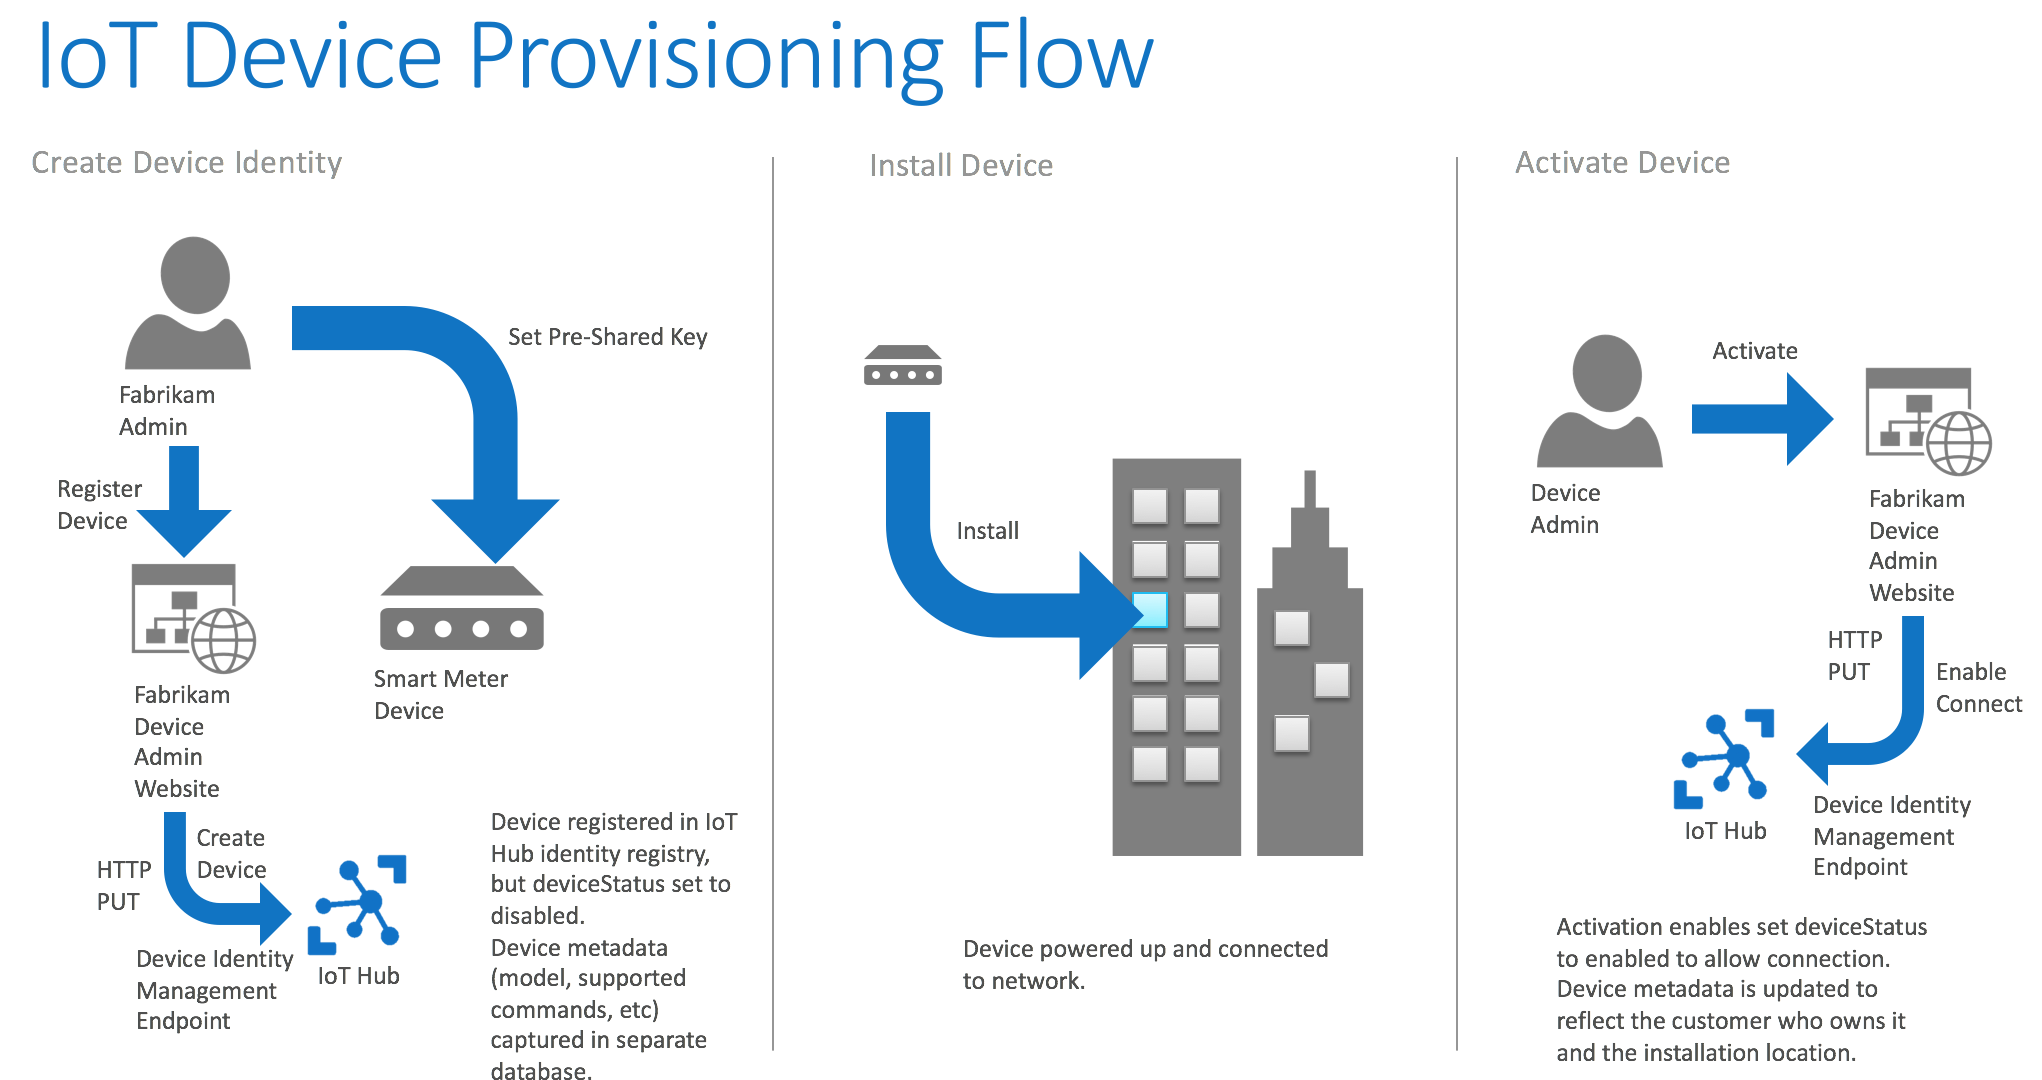 IoT Device Provisioning Flow
Create Device Identity
Fabrikam
Admin
Set Pre-Shared Key
Register
Device
Fabrikam
Device
Admin
Website
Smart Meter
Device
Create
Device
HTTP
PUT
Device Identity
Management
Endpoint
IoT Hub
Device registered in IoT
Hub identity registry,
but deviceStatus set to
disabled.
Device metadata
(model, supported
commands, etc)
captured in separate
database.
Install Device
Install
Device powered up and connected
to network.
Activate Device
Device
Admin
Activate
Fabrikam
Device
Admin
Website
HTTP
PUT
Enable
Connect
IoT Hub
Device Identity
Management
Endpoint
Activation enables set deviceStatus
to enabled to allow connection.
Device metadata is updated to
reflect the customer who owns it
and the installation location.